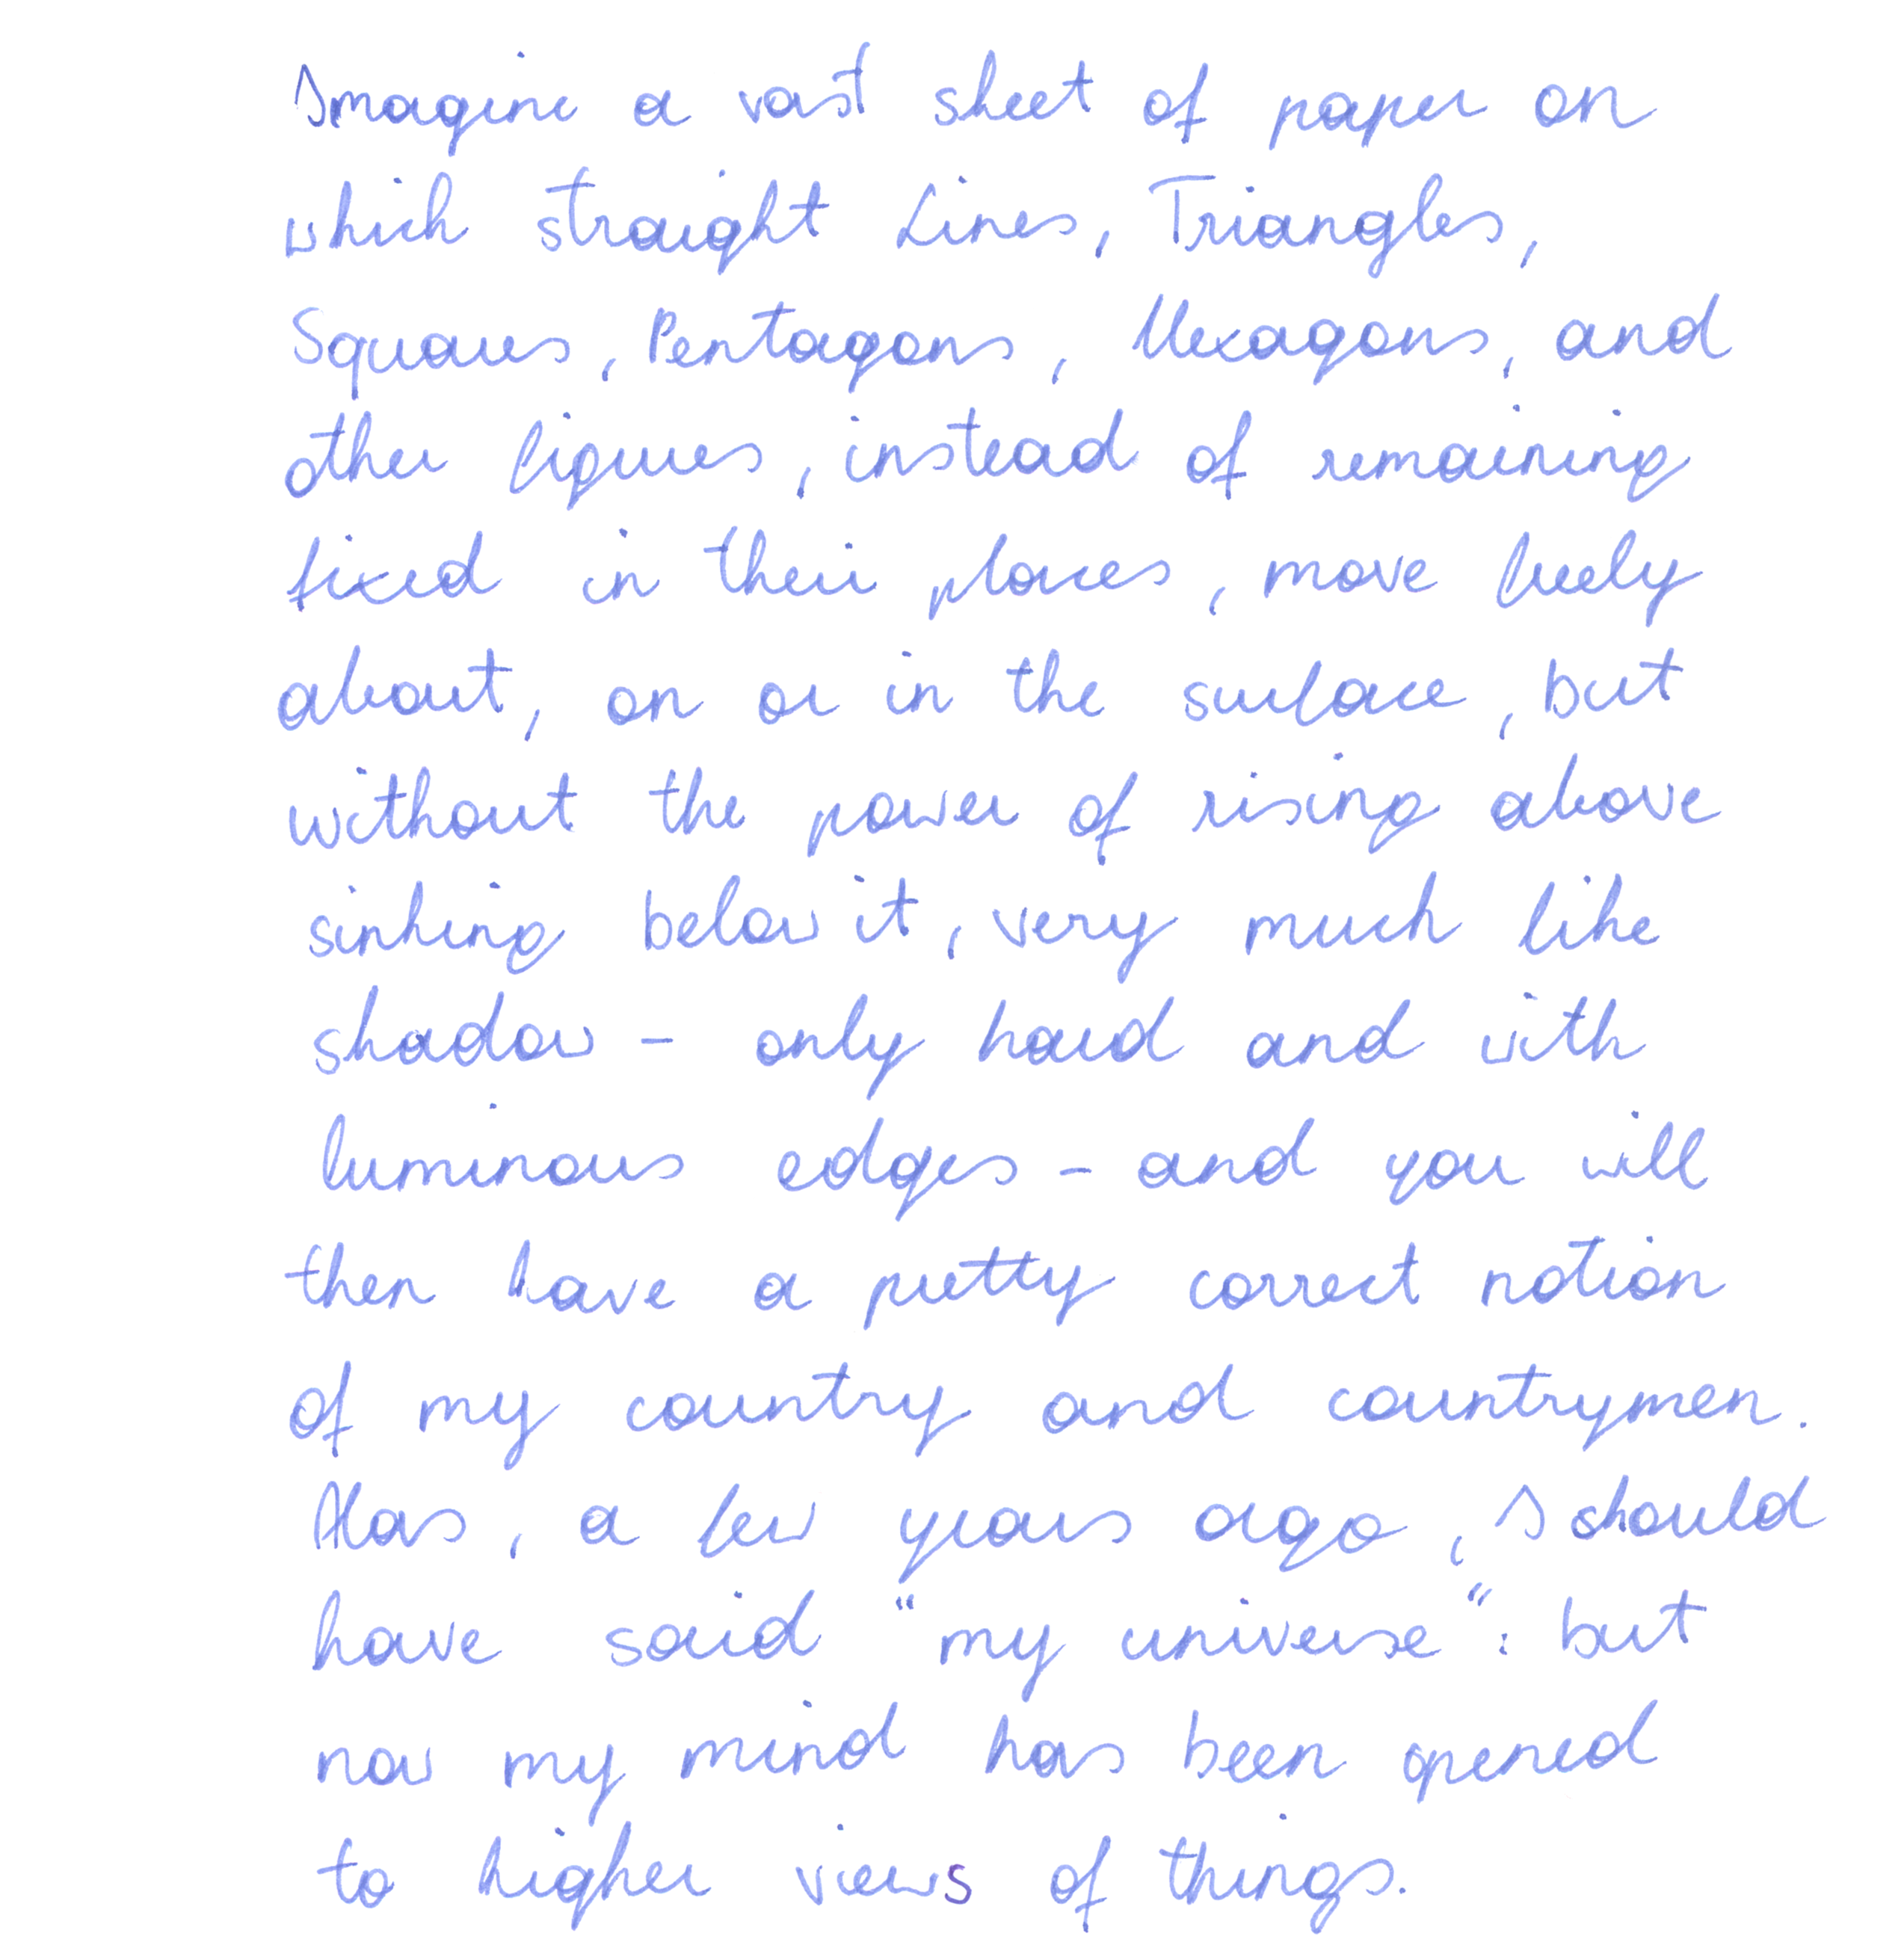 Imagine a vast sheet of paper on
which straight Lines, Triangles,
Squares, Pentagons, Hexagons, and
other figures, instead of remaining
fixed in their places, move freely
about, on or in the surface, but
without the power of rising above
sinking below it, very much like
shadow - only hard and with
luminous edges - and you will
then have a pretty correct notion
of my country and countrymen.
Alas, a few years ago, I should
have said "my universe": but
now my mind has been opened
to higher views of things.